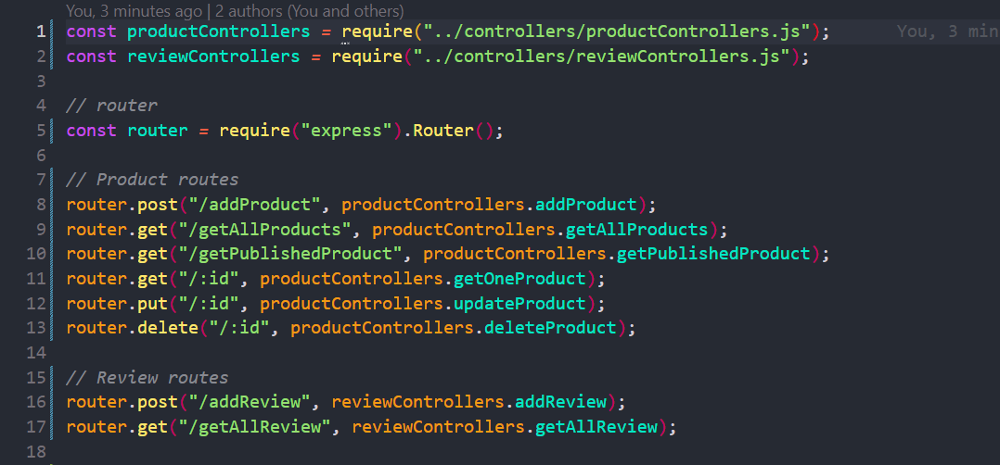 You, 3 minutes ago | 2 authors (You and others)
1 const productControllers = require("../controllers/productControllers.js"); You, 3 min
2 const reviewControllers = require("../controllers/reviewControllers.js");
3
4 // router
5 const router = require("express").Router();
6
7 // Product routes
8 router.post("/addProduct", productControllers.addProduct);
9 router.get("/getAllProducts", productControllers.getAllProducts);
10 router.get("/getPublishedProduct", productControllers.getPublishedProduct);
11 router.get("/:id", productControllers.getOneProduct);
12 router.put("/:id", productControllers.updateProduct);
13 router.delete("/:id", productControllers.deleteProduct);
14
15 // Review routes
16 router.post("/addReview", reviewControllers.addReview);
17 router.get("/getAllReview", reviewControllers.getAllReview);
18